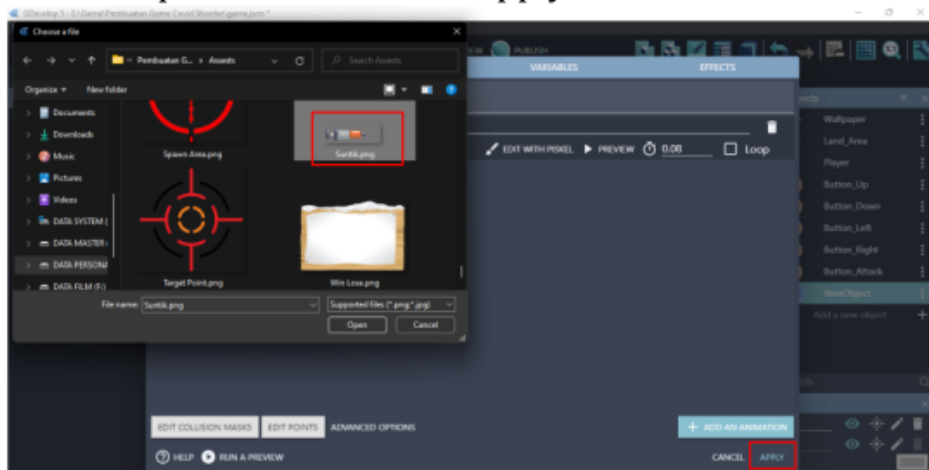 GDevelop 5 - E:\Game\Pembuatan Game Covid Shooter\game.json *
Choose a file
Pembuatan G... > Assests
Search Assests
Organize
New folder
Documents
Downloads
Music
Pictures
Videos
DATA SYSTEM (
DATA MASTER (
DATA PERSONA
DATA FILM (F:)
Spawn Area.png
Suntik.png
Target Point.png
Win Lose.png
File name: Suntik.png
Supported files (*.png;*.jpg)
Open
Cancel
PUBLISH
VARIABLES
EFFECTS
EDIT WITH PISKEL
PREVIEW
0.08
Loop
Wallpaper
Land_Area
Player
Button_Up
Button_Down
Button_Left
Button_Right
Button_Attack
NewObject
Add a new object
EDIT COLLISION MASKS
EDIT POINTS
ADVANCED OPTIONS
+ ADD AN ANIMATION
HELP
RUN A PREVIEW
CANCEL
APPLY